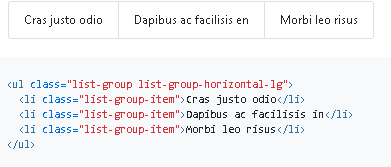 Cras justo odio Dapibus ac facilisis en Morbi leo risus
<ul class="list-group list-group-horizontal-lg">
<li class="list-group-item">Cras justo odio</li>
<li class="list-group-item">Dapibus ac facilisis in</li>
<li class="list-group-item">Morbi leo risus</li>
</ul>